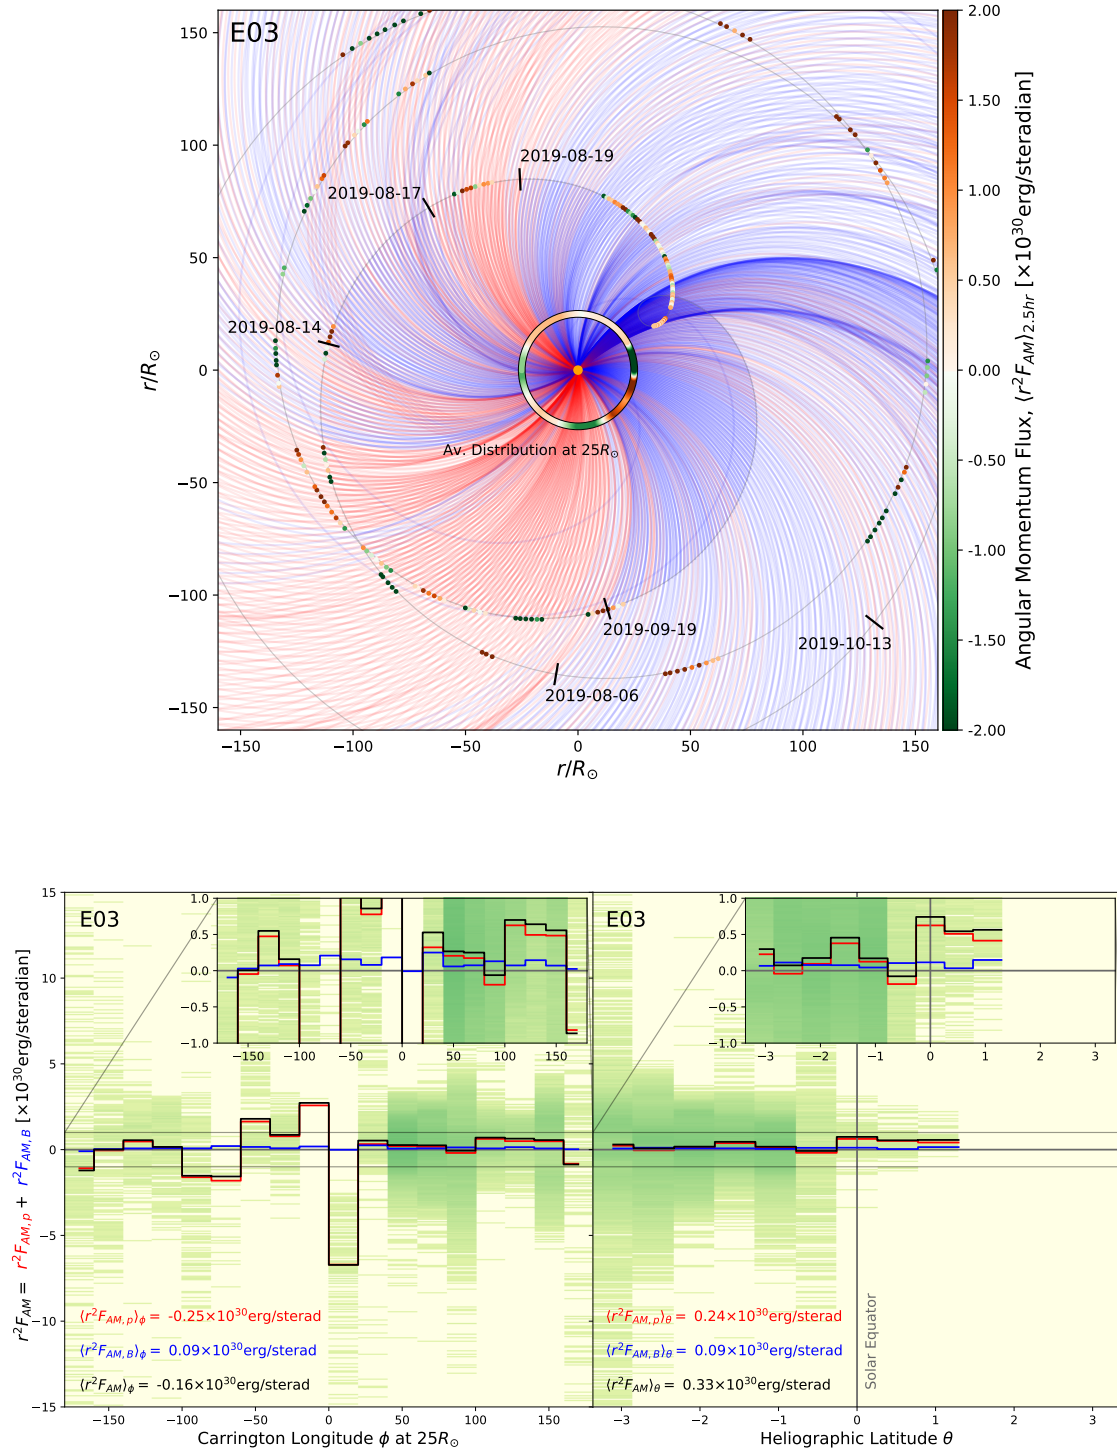 E03
2019-08-19
2019-08-17
2019-08-14
Av. Distribution at 25R☉
2019-09-19
2019-10-13
2019-08-06
150
100
50
0
−50
−100
−150
r/R☉
−150 −100 −50 0 50 100 150
r/R☉
2.00
1.50
1.00
0.50
0.00
-0.50
-1.00
-1.50
-2.00
Angular Momentum Flux, ⟨r²F_AM⟩_2.5hr [×10³⁰erg/steradian]
r²F_AM = r²F_AM,p + r²F_AM,B [×10³⁰erg/steradian]
15
10
5
0
−5
−10
−15
E03
1.0
0.5
0.0
−0.5
−1.0
−150 −100 −50 0 50 100 150
⟨r²F_AM,p⟩_ϕ = -0.25×10³⁰erg/sterad
⟨r²F_AM,B⟩_ϕ = 0.09×10³⁰erg/sterad
⟨r²F_AM⟩_ϕ = -0.16×10³⁰erg/sterad
−150 −100 −50 0 50 100 150
Carrington Longitude ϕ at 25R☉
E03
1.0
0.5
0.0
−0.5
−1.0
−3 −2 −1 0 1 2 3
⟨r²F_AM,p⟩_θ = 0.24×10³⁰erg/sterad
⟨r²F_AM,B⟩_θ = 0.09×10³⁰erg/sterad
⟨r²F_AM⟩_θ = 0.33×10³⁰erg/sterad
Solar Equator
−3 −2 −1 0 1 2 3
Heliographic Latitude θ